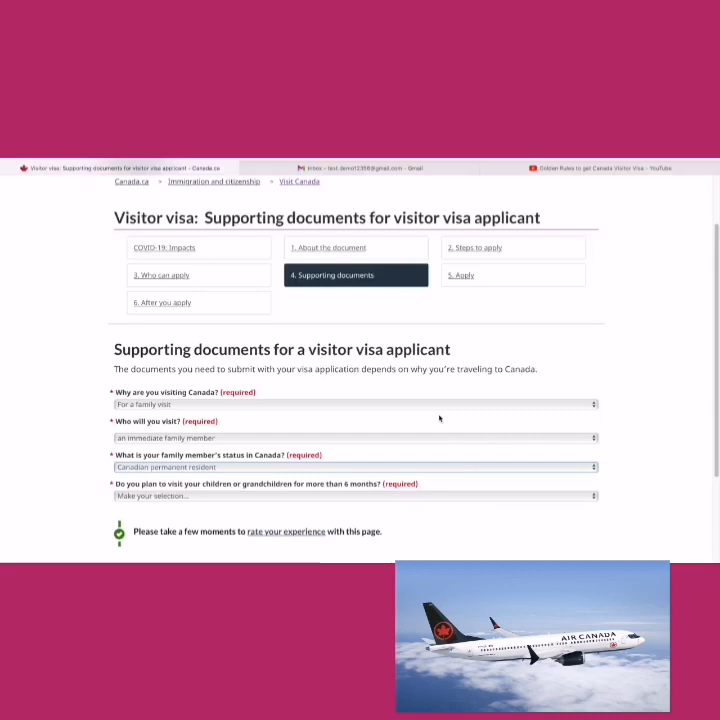 Visitor visa: Supporting documents for visitor visa applicant - Canada.ca
Inbox - test.demo12358@gmail.com - Gmail
Golden Rules to get Canada Visitor Visa - YouTube
Canada.ca > Immigration and citizenship > Visit Canada
Visitor visa: Supporting documents for visitor visa applicant
COVID-19: Impacts
1. About the document
2. Steps to apply
3. Who can apply
4. Supporting documents
5. Apply
6. After you apply
Supporting documents for a visitor visa applicant
The documents you need to submit with your visa application depends on why you're traveling to Canada.
* Why are you visiting Canada? (required)
For a family visit
* Who will you visit? (required)
an immediate family member
* What is your family member's status in Canada? (required)
Canadian permanent resident
* Do you plan to visit your children or grandchildren for more than 6 months? (required)
Make your selection...
Please take a few moments to rate your experience with this page.
AIR CANADA